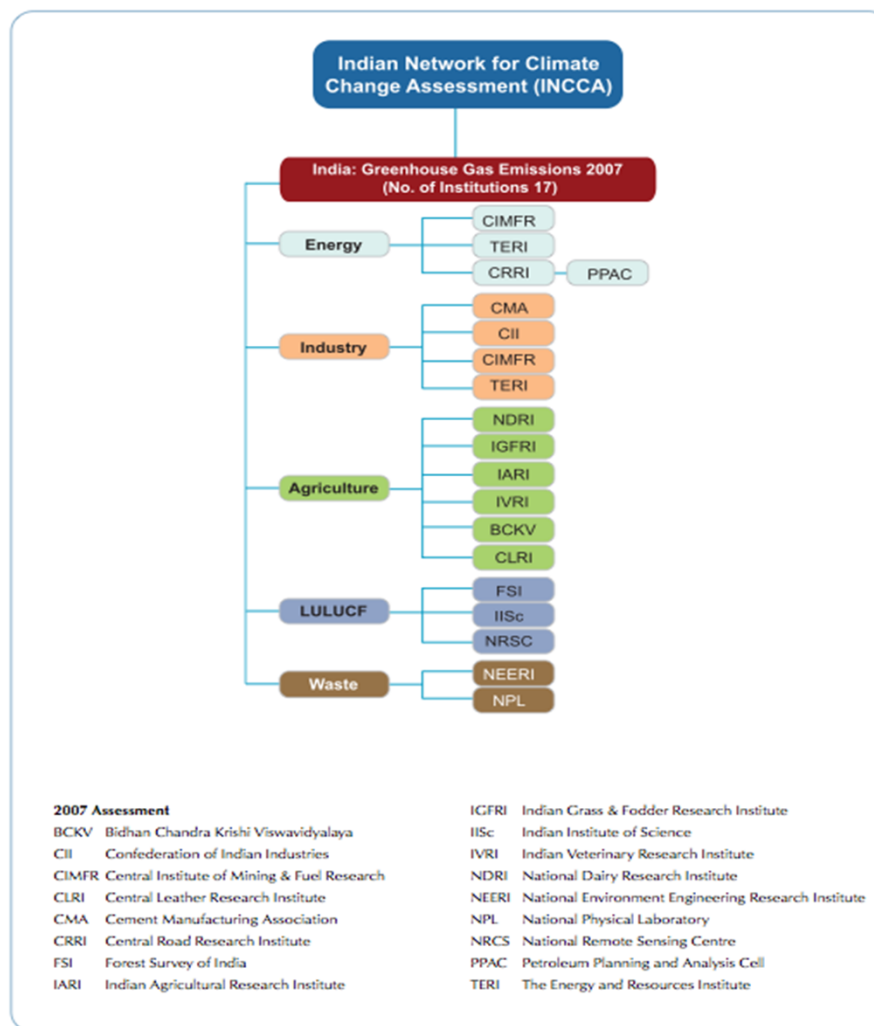 Indian Network for Climate
Change Assessment (INCCA)
India: Greenhouse Gas Emissions 2007
(No. of Institutions 17)
Energy
CIMFR
TERI
CRRI
PPAC
Industry
CMA
CII
CIMFR
TERI
Agriculture
NDRI
IGFRI
IARI
IVRI
BCKV
CLRI
LULUCF
FSI
IISc
NRSC
Waste
NEERI
NPL
2007 Assessment
BCKV Bidhan Chandra Krishi Viswavidyalaya
CII Confederation of Indian Industries
CIMFR Central Institute of Mining & Fuel Research
CLRI Central Leather Research Institute
CMA Cement Manufacturing Association
CRRI Central Road Research Institute
FSI Forest Survey of India
IARI Indian Agricultural Research Institute
IGFRI Indian Grass & Fodder Research Institute
IISc Indian Institute of Science
IVRI Indian Veterinary Research Institute
NDRI National Dairy Research Institute
NEERI National Environment Engineering Research Institute
NPL National Physical Laboratory
NRCS National Remote Sensing Centre
PPAC Petroleum Planning and Analysis Cell
TERI The Energy and Resources Institute